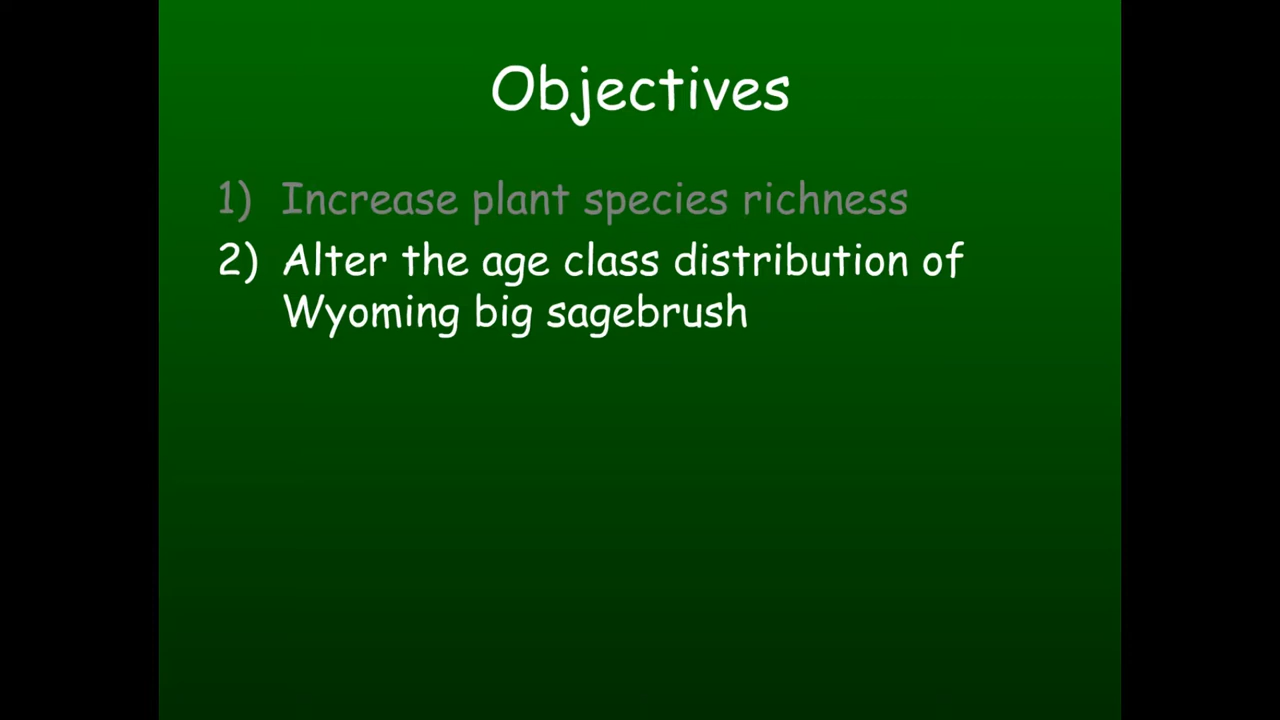 Objectives
1) Increase plant species richness
2) Alter the age class distribution of
Wyoming big sagebrush